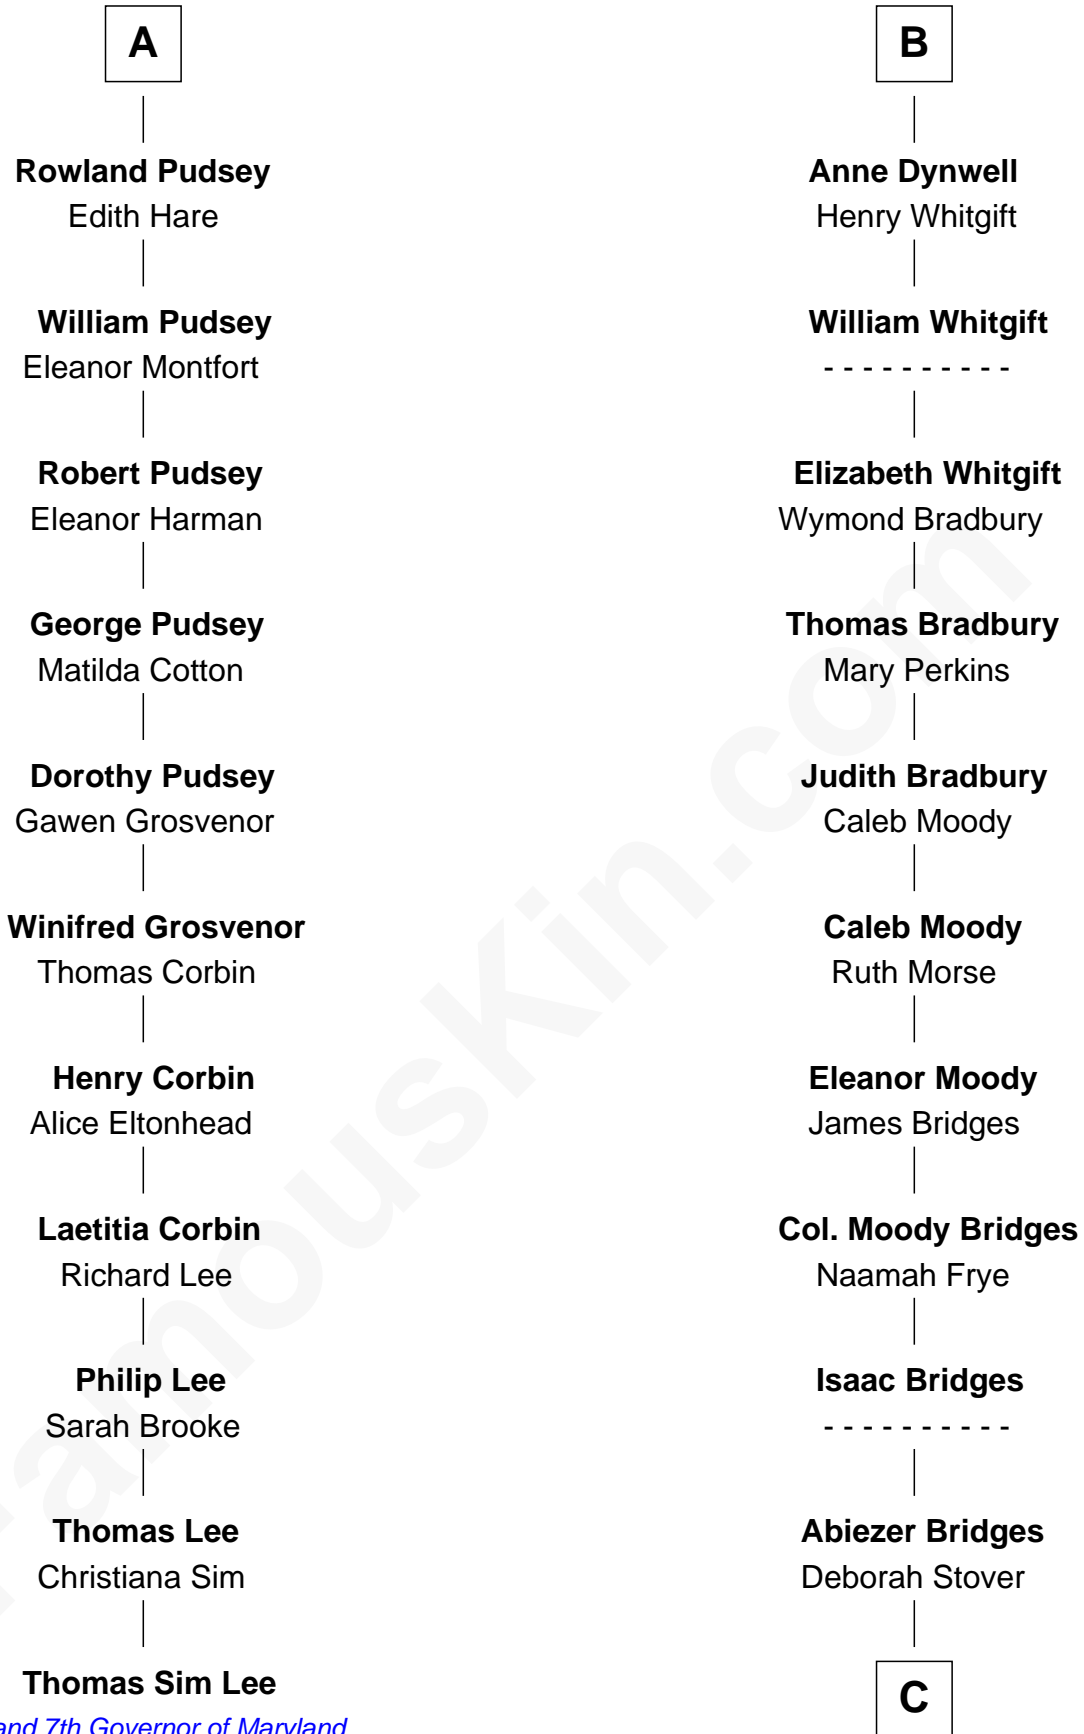 A
Rowland Pudsey
Edith Hare
William Pudsey
Eleanor Montfort
Robert Pudsey
Eleanor Harman
George Pudsey
Matilda Cotton
Dorothy Pudsey
Gawen Grosvenor
Winifred Grosvenor
Thomas Corbin
Henry Corbin
Alice Eltonhead
Laetitia Corbin
Richard Lee
Philip Lee
Sarah Brooke
Thomas Lee
Christiana Sim
Thomas Sim Lee
and 7th Governor of Maryland
B
Anne Dynwell
Henry Whitgift
William Whitgift
- - - - - - - - - -
Elizabeth Whitgift
Wymond Bradbury
Thomas Bradbury
Mary Perkins
Judith Bradbury
Caleb Moody
Caleb Moody
Ruth Morse
Eleanor Moody
James Bridges
Col. Moody Bridges
Naamah Frye
Isaac Bridges
- - - - - - - - - -
Abiezer Bridges
Deborah Stover
C
FamousKin.com